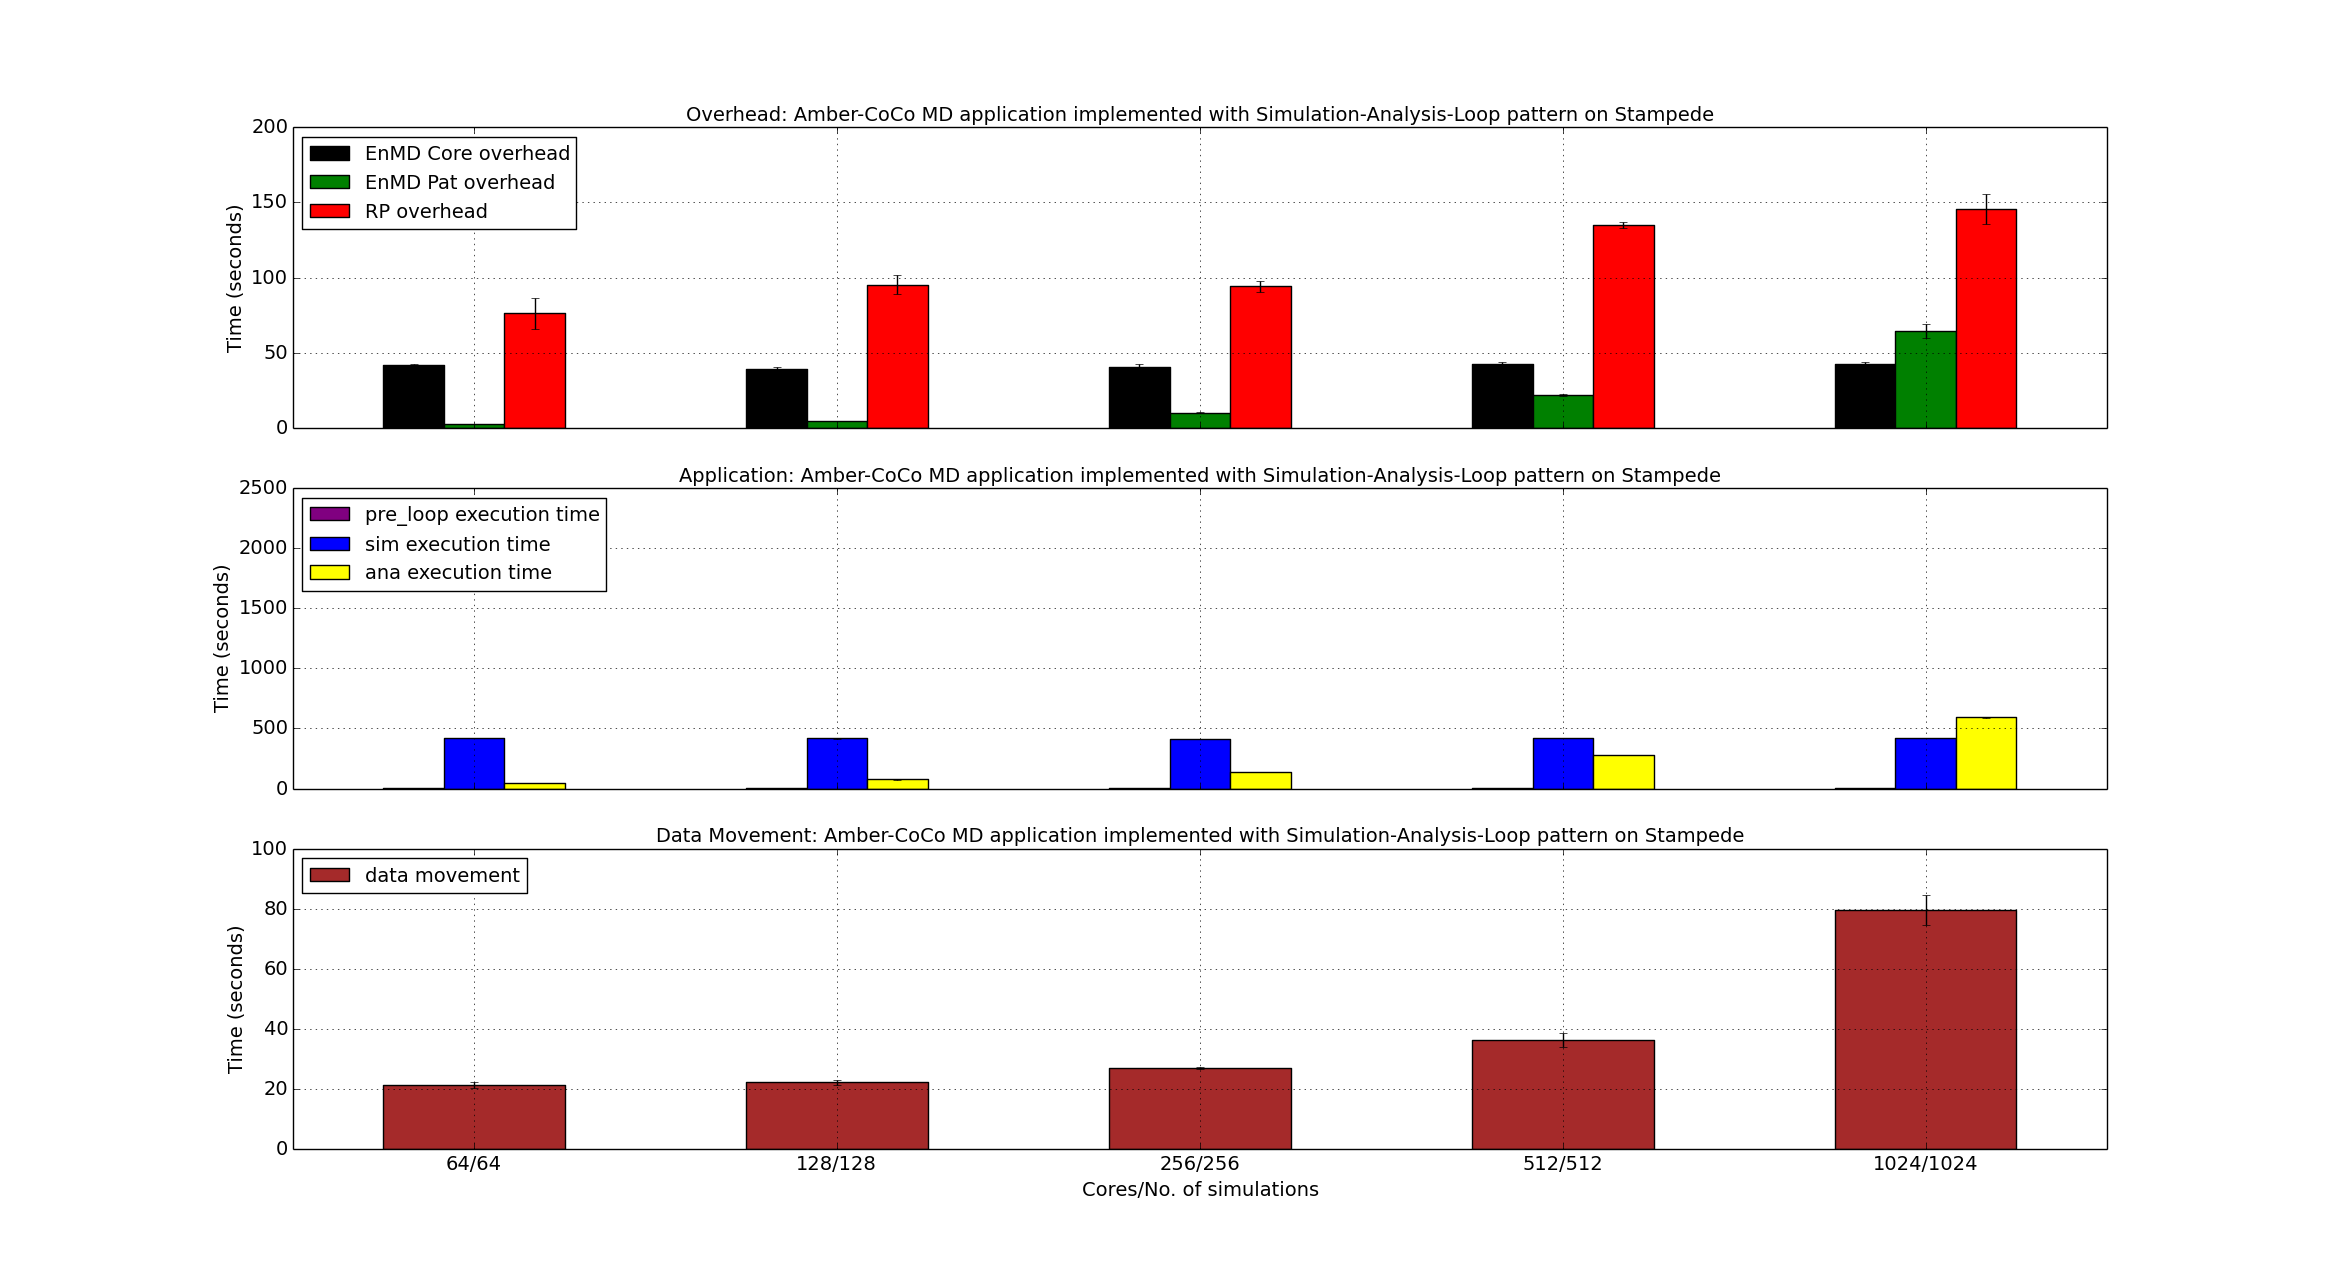 Overhead: Amber-CoCo MD application implemented with Simulation-Analysis-Loop pattern on Stampede
200
150
100
50
0
Time (seconds)
EnMD Core overhead
EnMD Pat overhead
RP overhead
Application: Amber-CoCo MD application implemented with Simulation-Analysis-Loop pattern on Stampede
2500
2000
1500
1000
500
0
Time (seconds)
pre_loop execution time
sim execution time
ana execution time
Data Movement: Amber-CoCo MD application implemented with Simulation-Analysis-Loop pattern on Stampede
100
80
60
40
20
0
Time (seconds)
data movement
64/64 128/128 256/256 512/512 1024/1024
Cores/No. of simulations